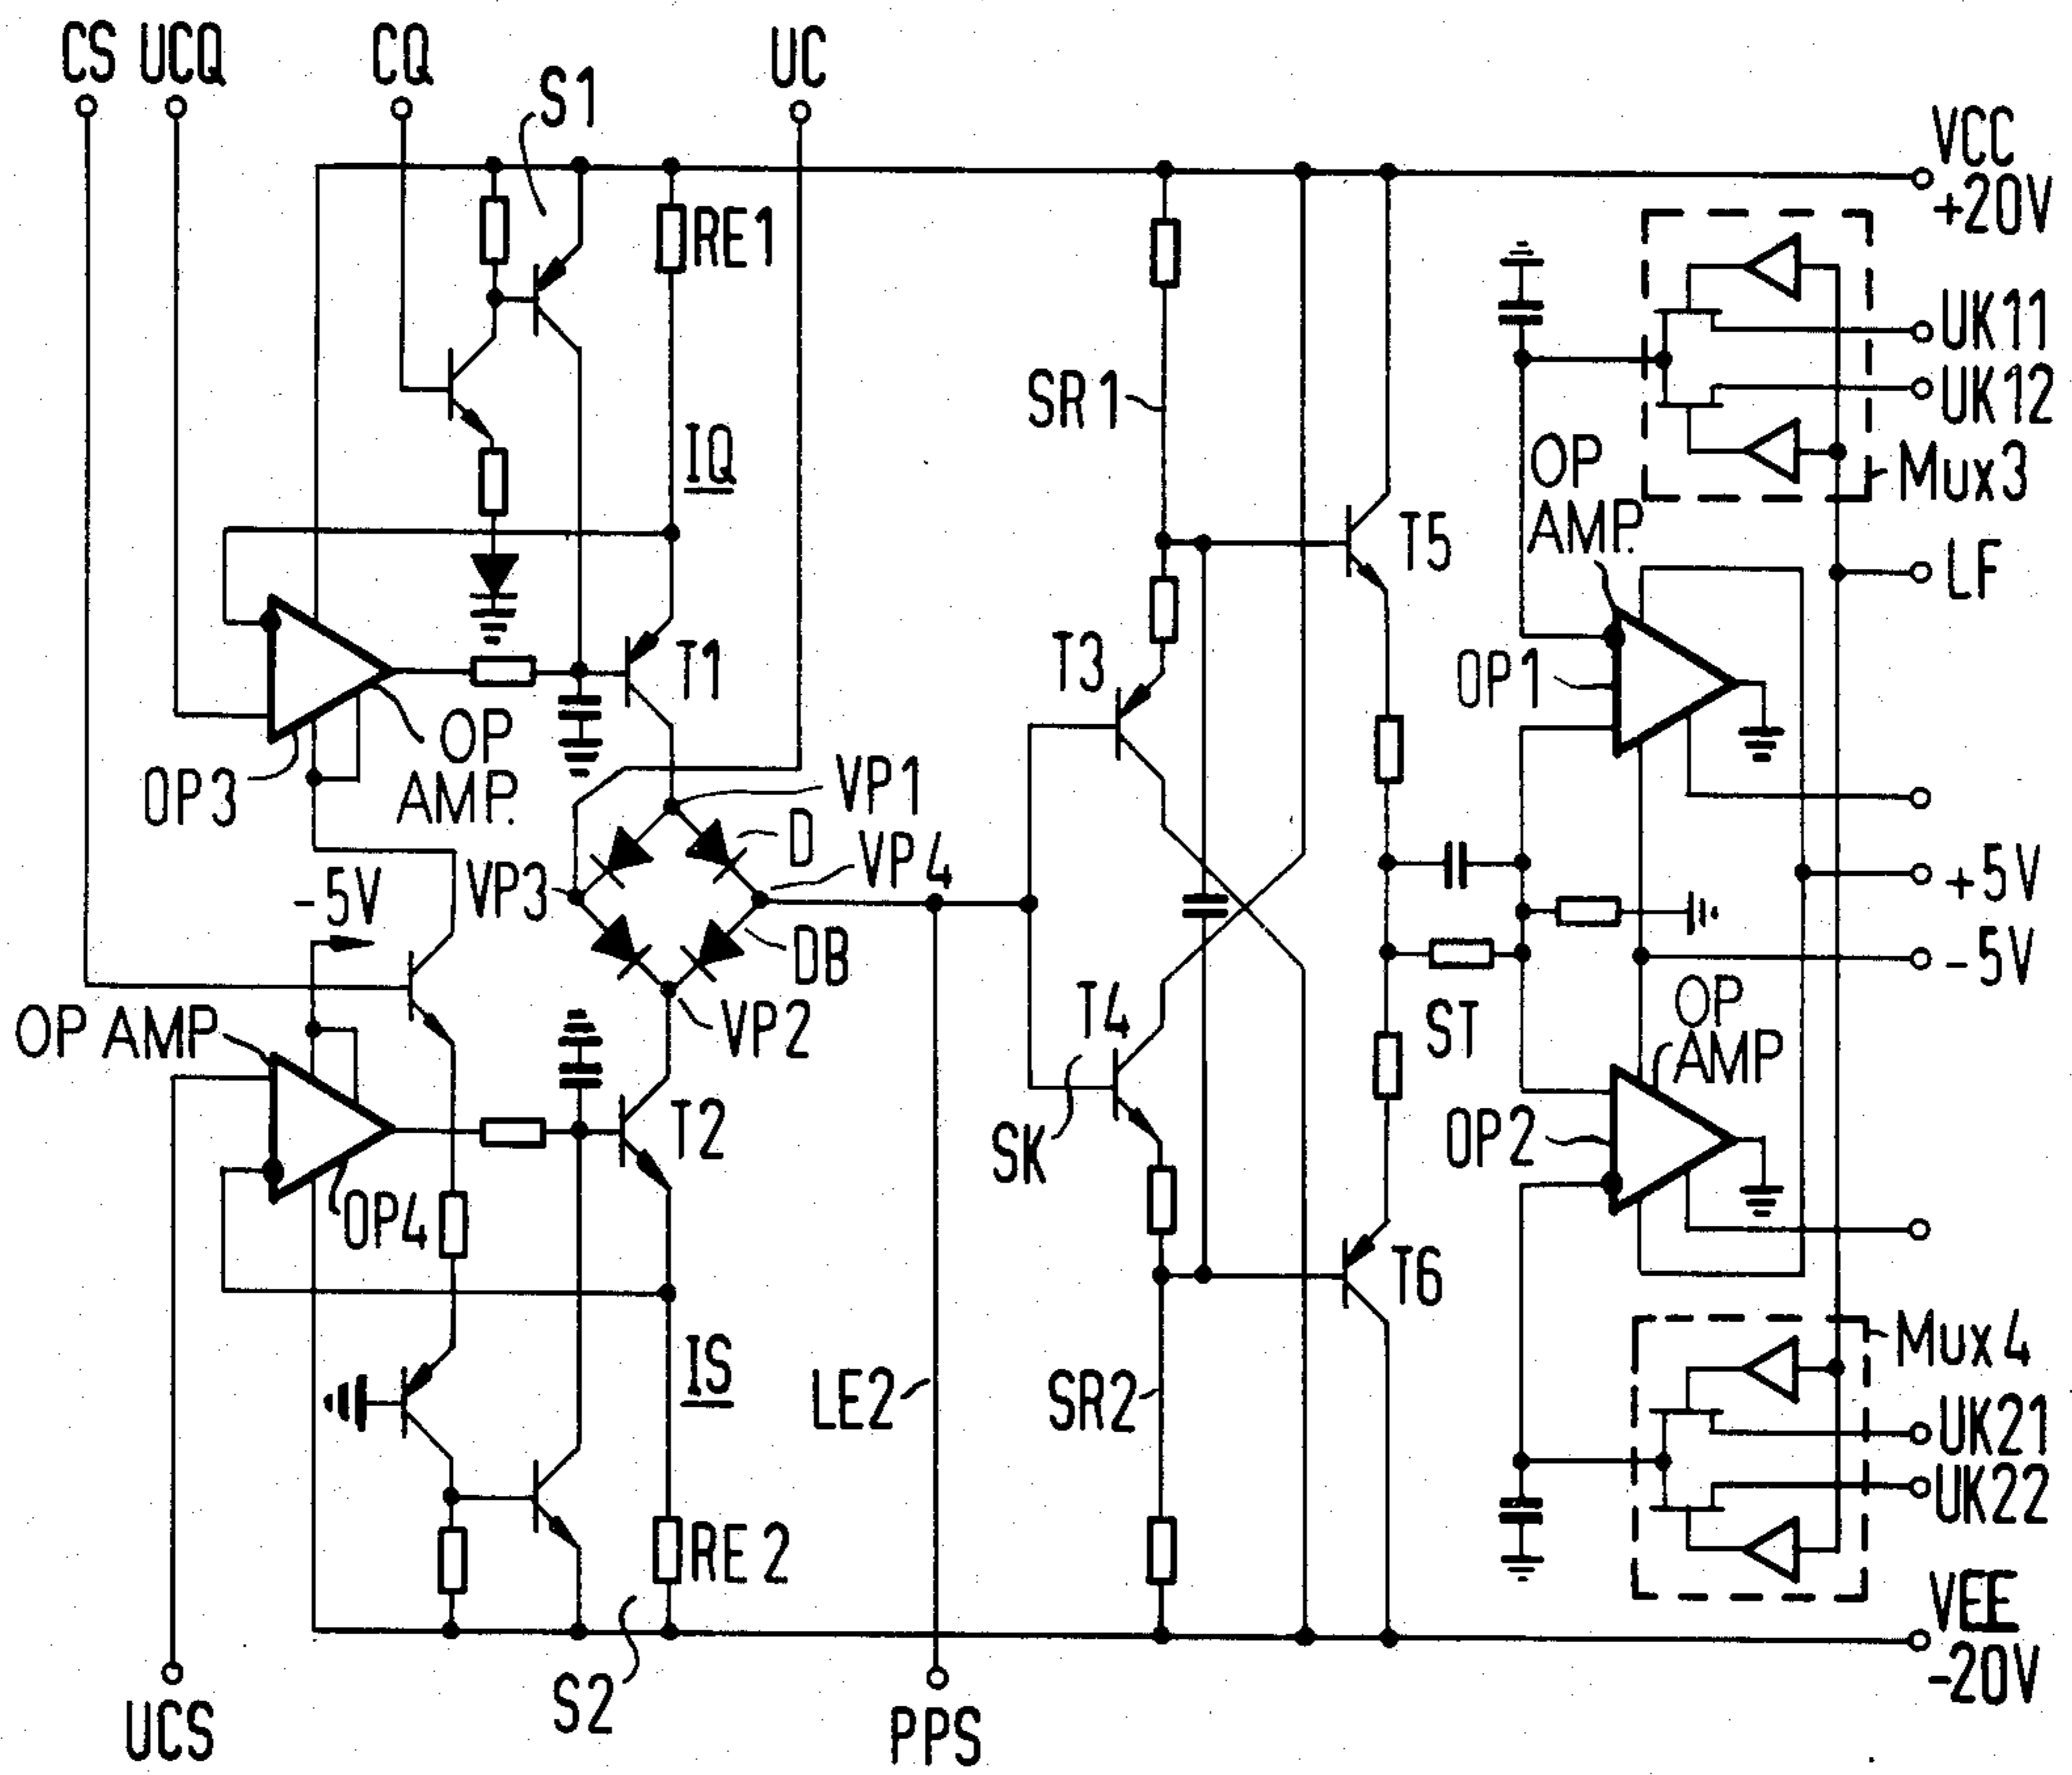 CS
UCQ
CQ
S1
UC
VCC
+20V
RE1
UK11
UK12
SR1
IQ
OP
AMP.
Mux3
T5
LF
T3
T1
OP1
OP
AMP.
OP3
VP1
D
VP4
VP3
-5V
+5V
DB
-5V
OP AMP
VP2
T4
ST
OP
AMP
T2
SK
OP2
OP4
T6
Mux4
IS
LE2
SR2
UK21
UK22
RE2
VEE
-20V
S2
UCS
PPS